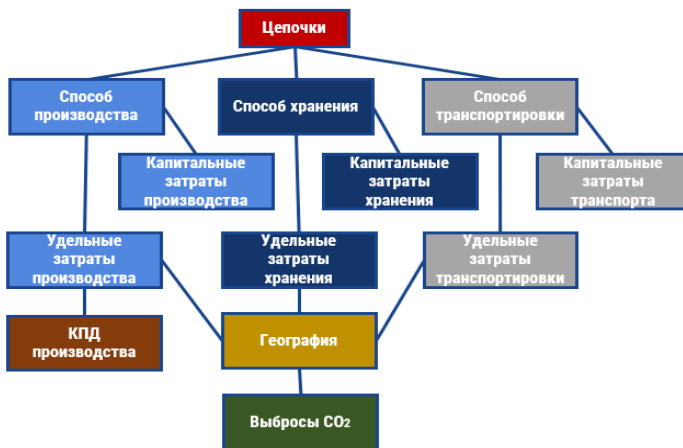 Цепочки
Способ
производства
Способ хранения
Способ
транспортировки
Капитальные
затраты
производства
Капитальные
затраты
хранения
Капитальные
затраты
транспорта
Удельные
затраты
производства
Удельные
затраты
хранения
Удельные
затраты
транспортировки
КПД
производства
География
Выбросы CO₂